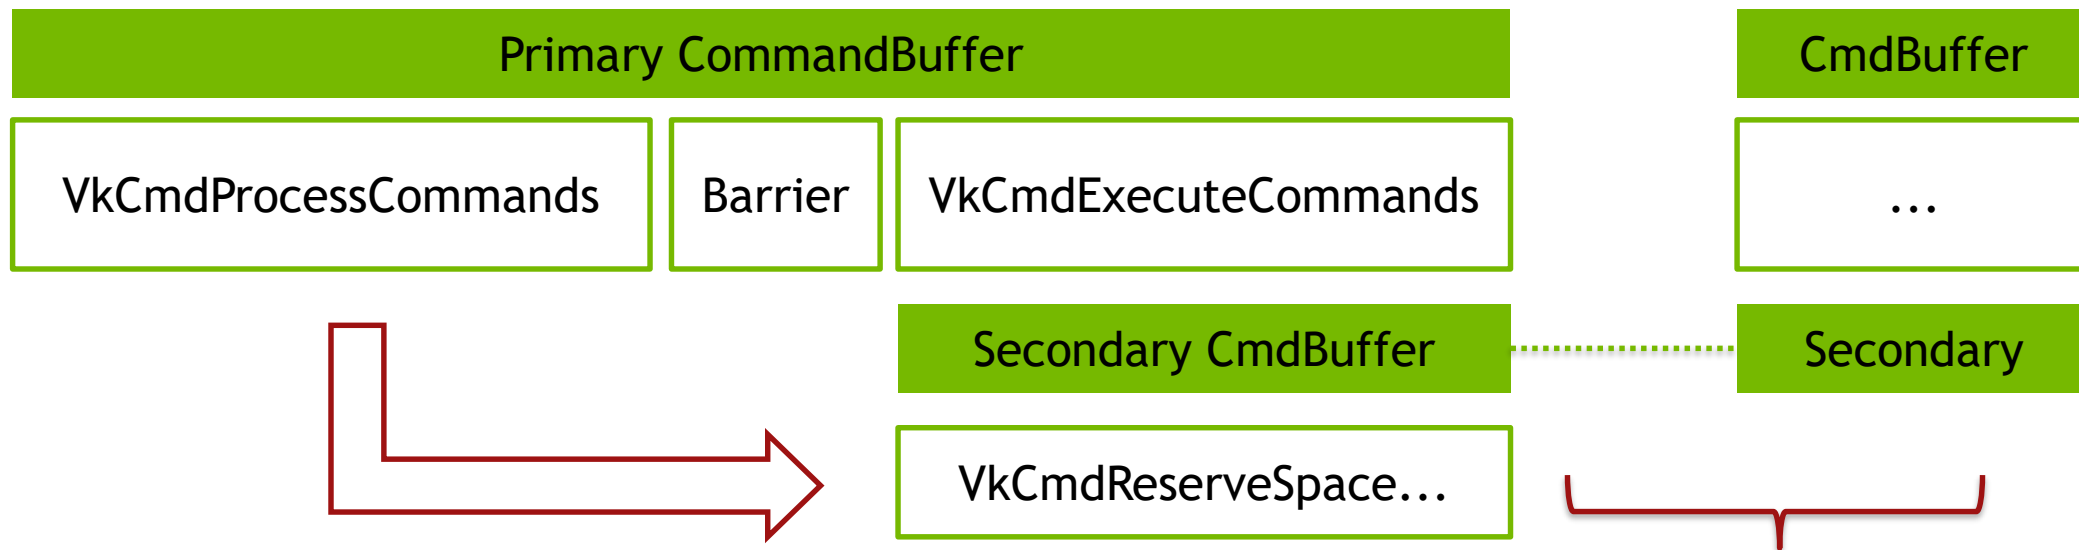 Primary CommandBuffer
CmdBuffer
VkCmdProcessCommands
Barrier
VkCmdExecuteCommands
...
Secondary CmdBuffer
Secondary
VkCmdReserveSpace...